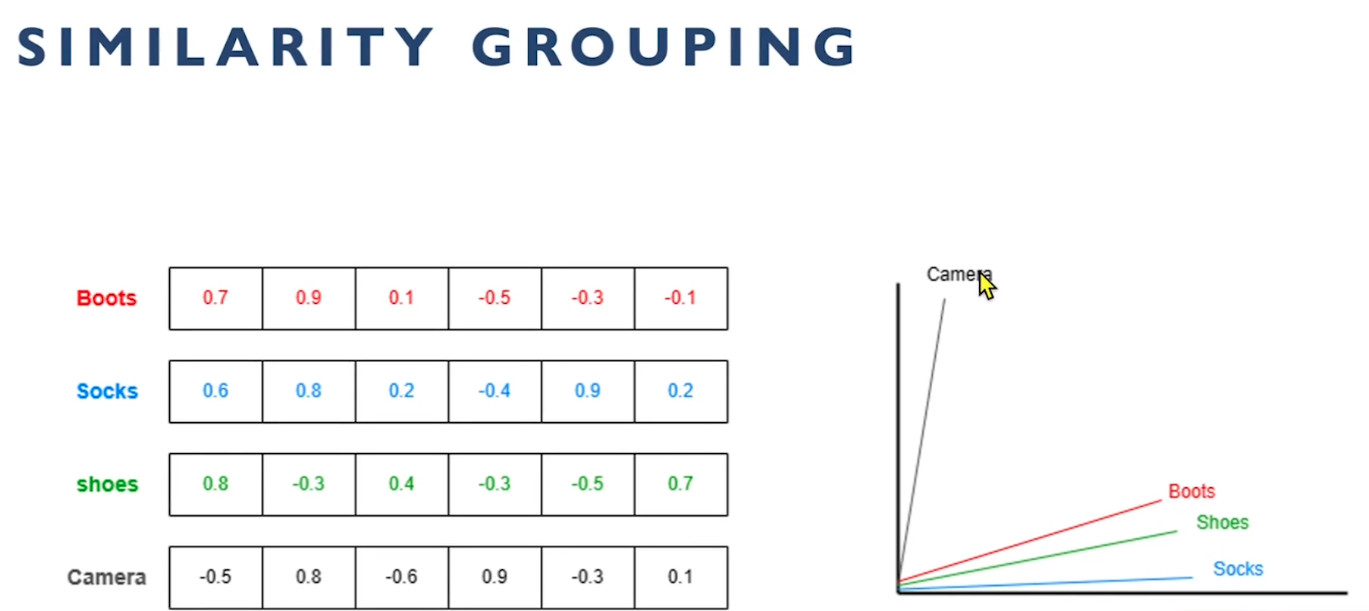 SIMILARITY GROUPING
Boots 0.7 0.9 0.1 -0.5 -0.3 -0.1
Socks 0.6 0.8 0.2 -0.4 0.9 0.2
shoes 0.8 -0.3 0.4 -0.3 -0.5 0.7
Camera -0.5 0.8 -0.6 0.9 -0.3 0.1
Camera
Boots
Shoes
Socks